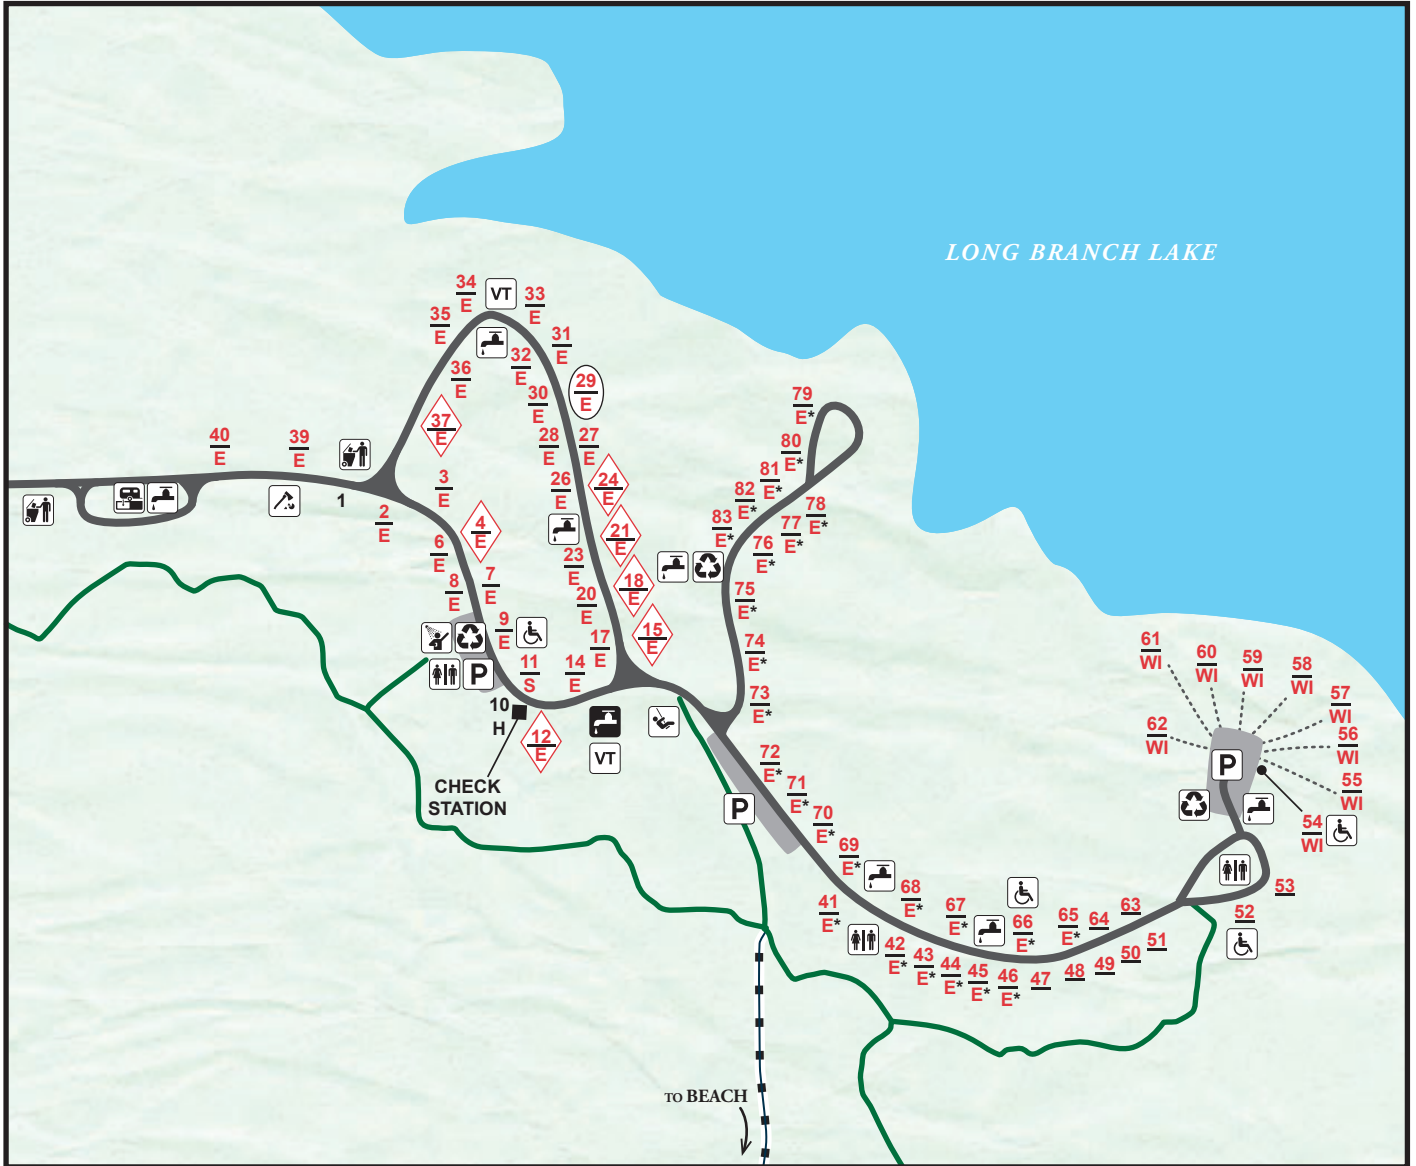 LONG BRANCH LAKE
34
E
VT
33
E
35
E
31
E
32
E
36
E
29
E
30
E
37
E
28
E
27
E
40
E
39
E
1
2
E
3
E
4
E
26
E
24
E
21
E
6
E
7
E
8
E
23
E
18
E
20
E
9
E
17
E
15
E
11
S
14
E
P
10
H
12
E
VT
CHECK
STATION
79
E*
80
E*
81
E*
82
E*
83
E*
78
E*
77
E*
76
E*
75
E*
74
E*
73
E*
72
E*
71
E*
70
E*
69
E*
P
68
E*
67
E*
66
E*
65
E*
64
63
41
E*
42
E*
43
E*
44
E*
45
E*
46
E*
47
48
49
50
51
52
53
61
WI
60
WI
59
WI
58
WI
57
WI
56
WI
55
WI
54
WI
62
WI
P
TO BEACH